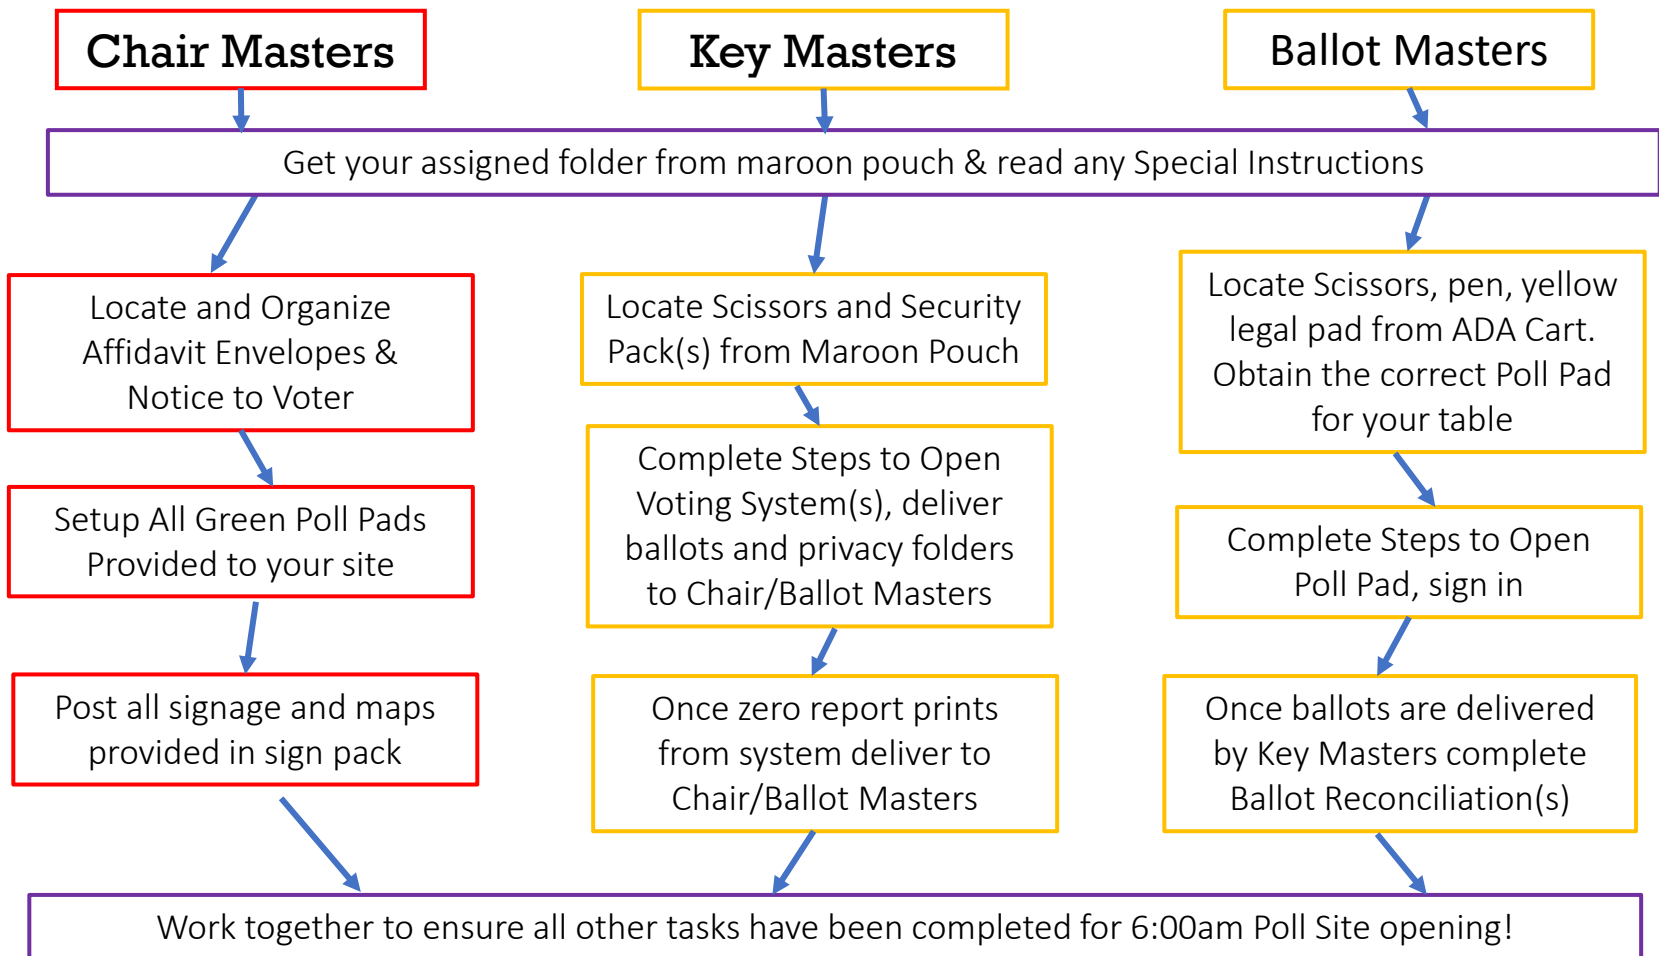 Chair Masters
Key Masters
Ballot Masters
Get your assigned folder from maroon pouch & read any Special Instructions
Locate and Organize
Affidavit Envelopes &
Notice to Voter
Setup All Green Poll Pads
Provided to your site
Post all signage and maps
provided in sign pack
Locate Scissors and Security
Pack(s) from Maroon Pouch
Complete Steps to Open
Voting System(s), deliver
ballots and privacy folders
to Chair/Ballot Masters
Once zero report prints
from system deliver to
Chair/Ballot Masters
Locate Scissors, pen, yellow
legal pad from ADA Cart.
Obtain the correct Poll Pad
for your table
Complete Steps to Open
Poll Pad, sign in
Once ballots are delivered
by Key Masters complete
Ballot Reconciliation(s)
Work together to ensure all other tasks have been completed for 6:00am Poll Site opening!